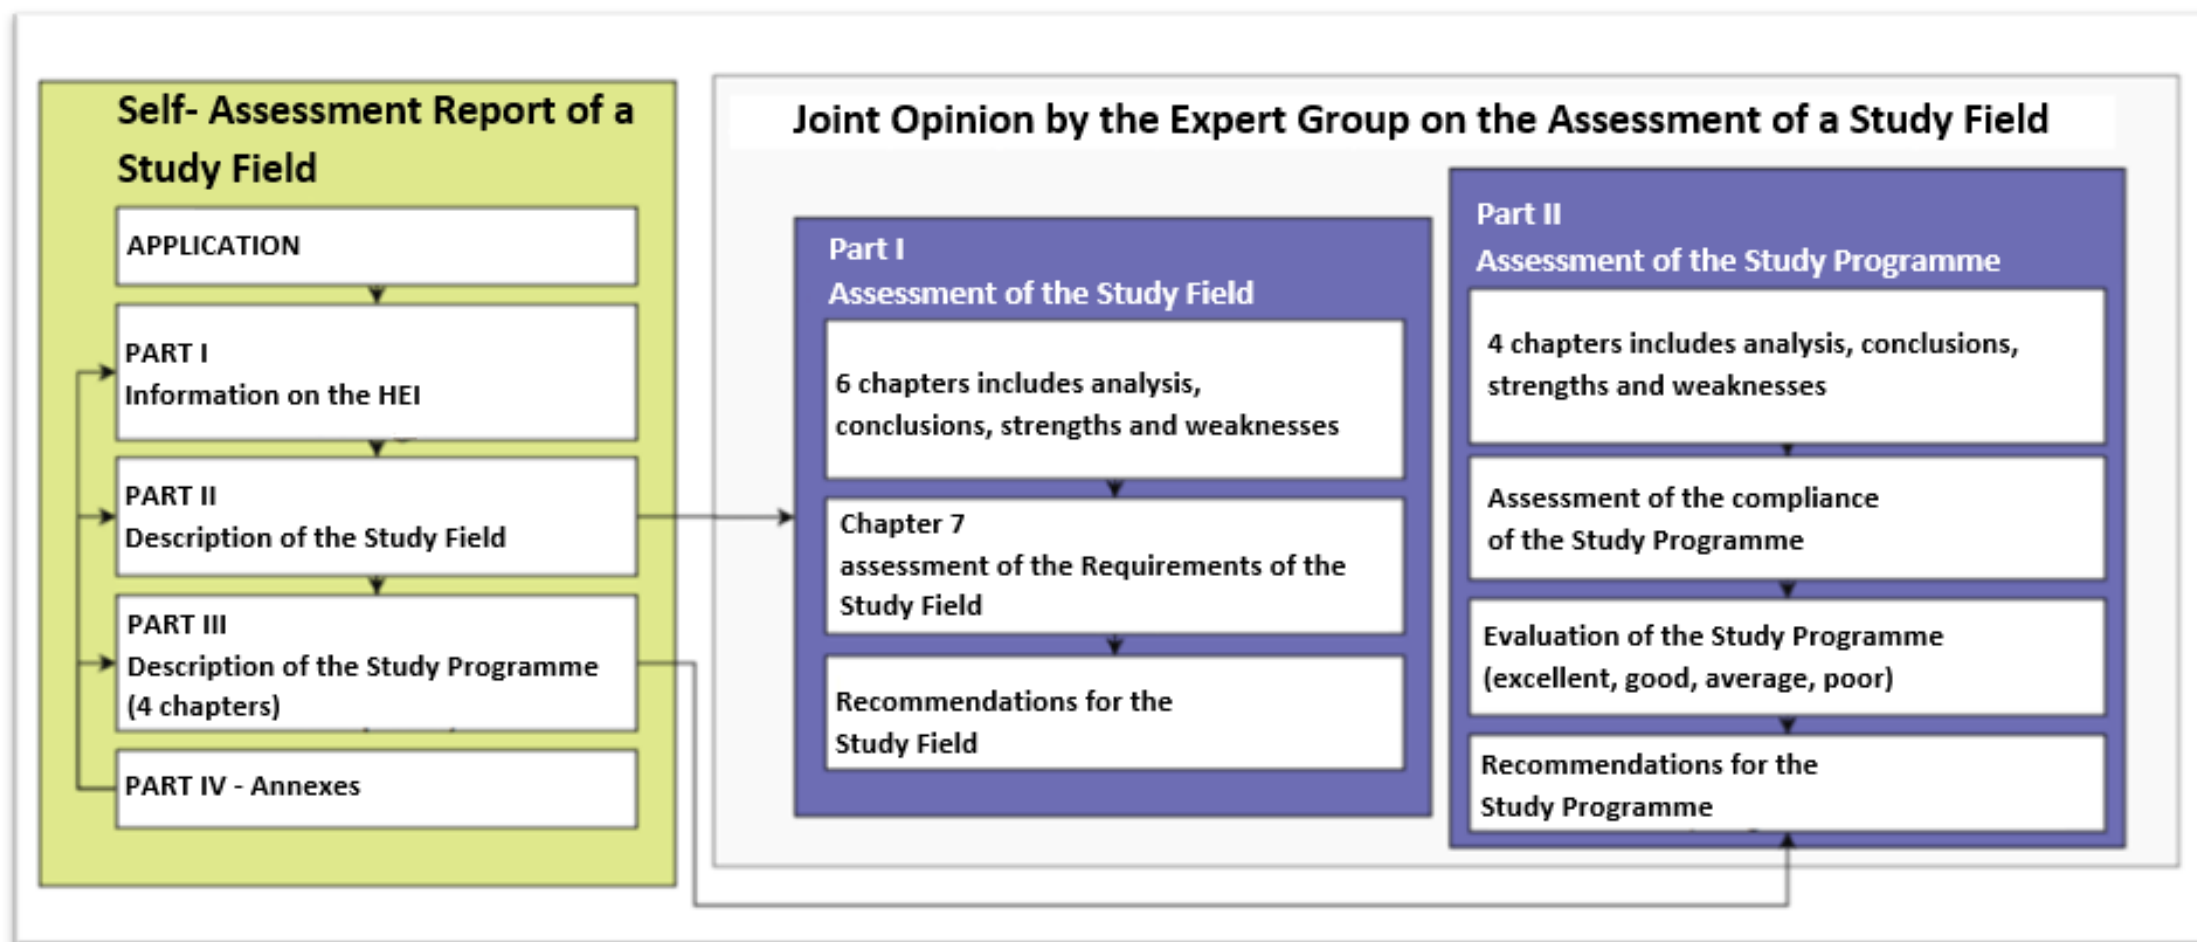 Self- Assessment Report of a
Study Field
APPLICATION
PART I
Information on the HEI
PART II
Description of the Study Field
PART III
Description of the Study Programme
(4 chapters)
PART IV - Annexes
Joint Opinion by the Expert Group on the Assessment of a Study Field
Part I
Assessment of the Study Field
6 chapters includes analysis,
conclusions, strengths and weaknesses
Chapter 7
assessment of the Requirements of the
Study Field
Recommendations for the
Study Field
Part II
Assessment of the Study Programme
4 chapters includes analysis, conclusions,
strengths and weaknesses
Assessment of the compliance
of the Study Programme
Evaluation of the Study Programme
(excellent, good, average, poor)
Recommendations for the
Study Programme